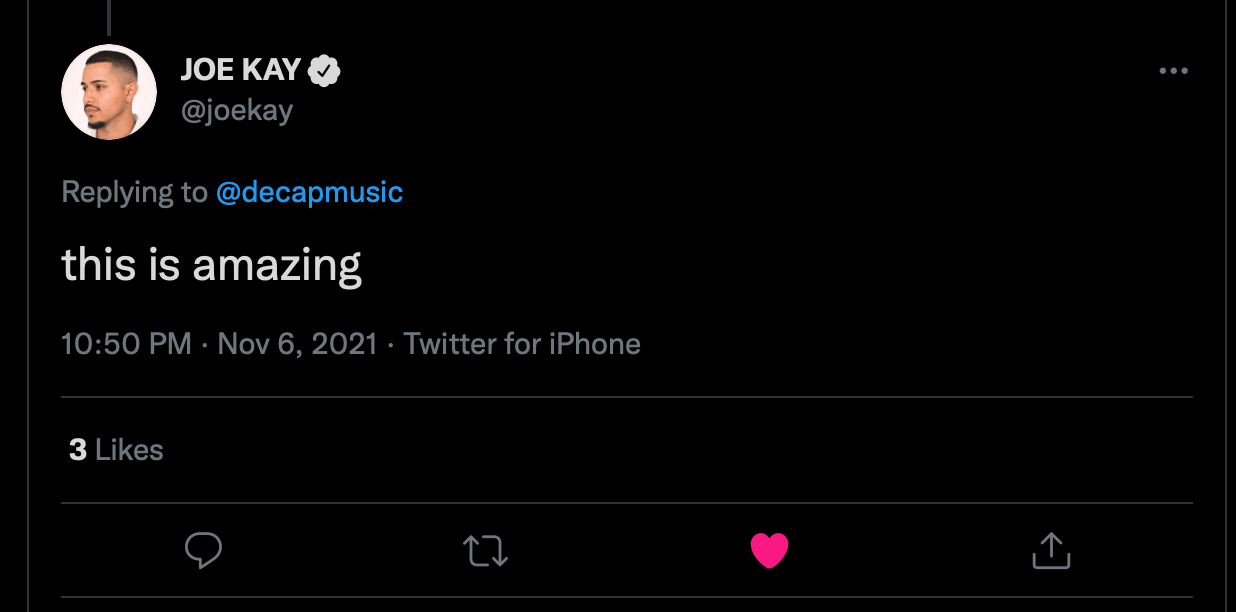 JOE KAY
@joekay
Replying to @decapmusic
this is amazing
10:50 PM · Nov 6, 2021 · Twitter for iPhone
3 Likes